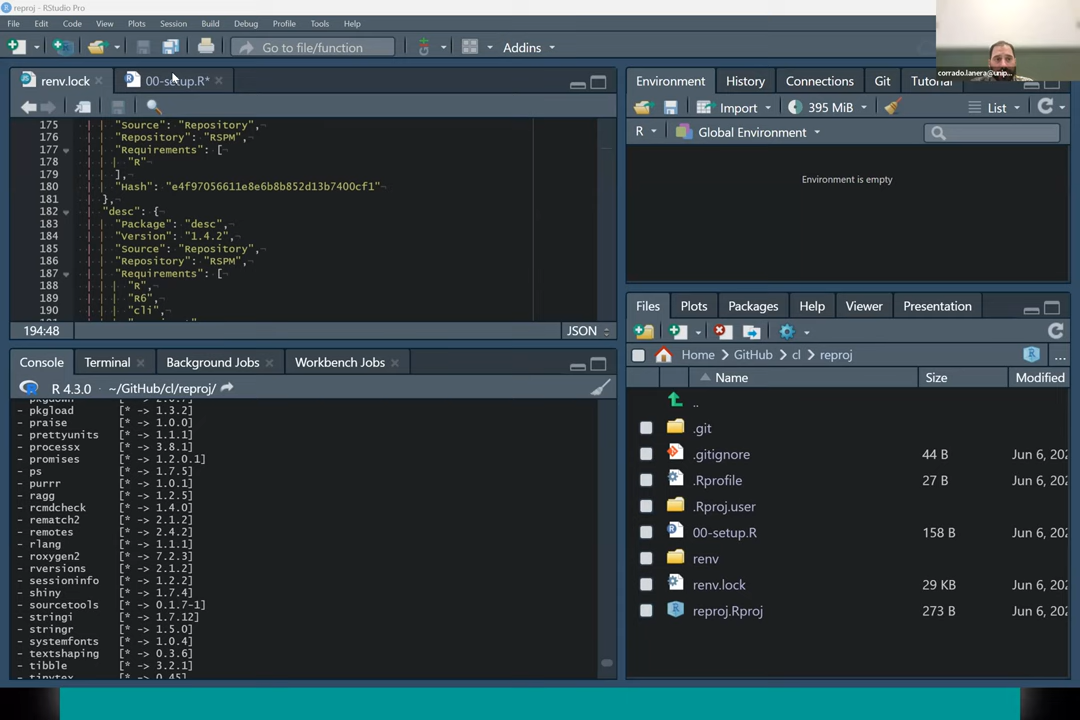 reproj - RStudio Pro
File Edit Code View Plots Session Build Debug Profile Tools Help
Go to file/function
Addins
corrado.lanera@unip...
renv.lock
00-setup.R*
175 "Source": "Repository",
176 "Repository": "RSPM",
177 "Requirements": [
178 "R"
179 ],
180 "Hash": "e4f97056611e8e6b8b852d13b7400cf1"
181 },
182 "desc": {
183 "Package": "desc",
184 "Version": "1.4.2",
185 "Source": "Repository",
186 "Repository": "RSPM",
187 "Requirements": [
188 "R",
189 "R6",
190 "cli",
194:48
JSON
Console Terminal Background Jobs Workbench Jobs
R 4.3.0 · ~/GitHub/cl/reproj/
- pkgload [* -> 1.3.2]
- praise [* -> 1.0.0]
- prettyunits [* -> 1.1.1]
- processx [* -> 3.8.1]
- promises [* -> 1.2.0.1]
- ps [* -> 1.7.5]
- purrr [* -> 1.0.1]
- ragg [* -> 1.2.5]
- rcmdcheck [* -> 1.4.0]
- rematch2 [* -> 2.1.2]
- remotes [* -> 2.4.2]
- rlang [* -> 1.1.1]
- roxygen2 [* -> 7.2.3]
- rversions [* -> 2.1.2]
- sessioninfo [* -> 1.2.2]
- shiny [* -> 1.7.4]
- sourcetools [* -> 0.1.7-1]
- stringi [* -> 1.7.12]
- stringr [* -> 1.5.0]
- systemfonts [* -> 1.0.4]
- textshaping [* -> 0.3.6]
- tibble [* -> 3.2.1]
- tinytex [* -> 0.45]
Environment History Connections Git Tutorial
Import 395 MiB List
R Global Environment
Environment is empty
Files Plots Packages Help Viewer Presentation
Home GitHub cl reproj ...
Name Size Modified
..
.git
.gitignore 44 B Jun 6, 202
.Rprofile 27 B Jun 6, 202
.Rproj.user
00-setup.R 158 B Jun 6, 202
renv
renv.lock 29 KB Jun 6, 202
reproj.Rproj 273 B Jun 6, 202